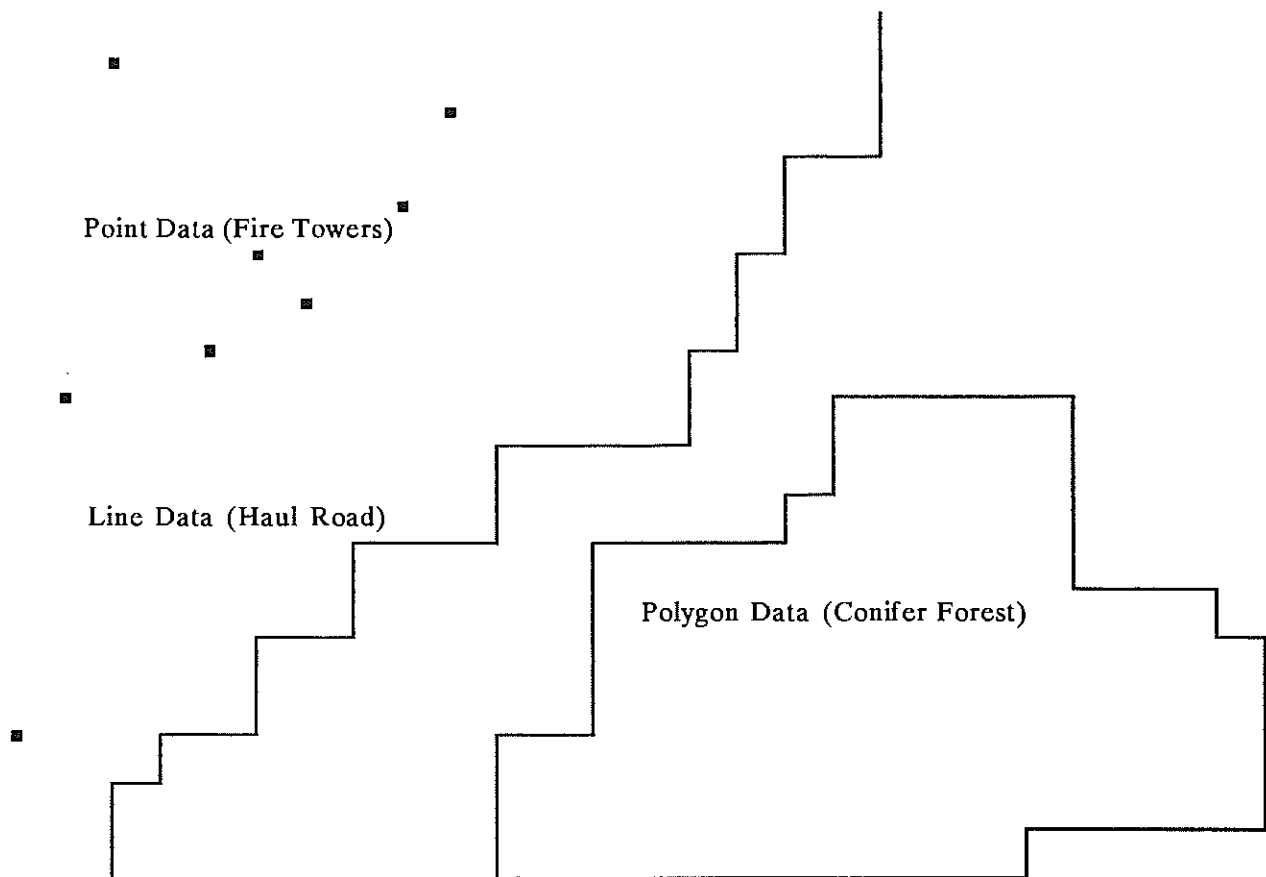 Point Data (Fire Towers)
Line Data (Haul Road)
Polygon Data (Conifer Forest)